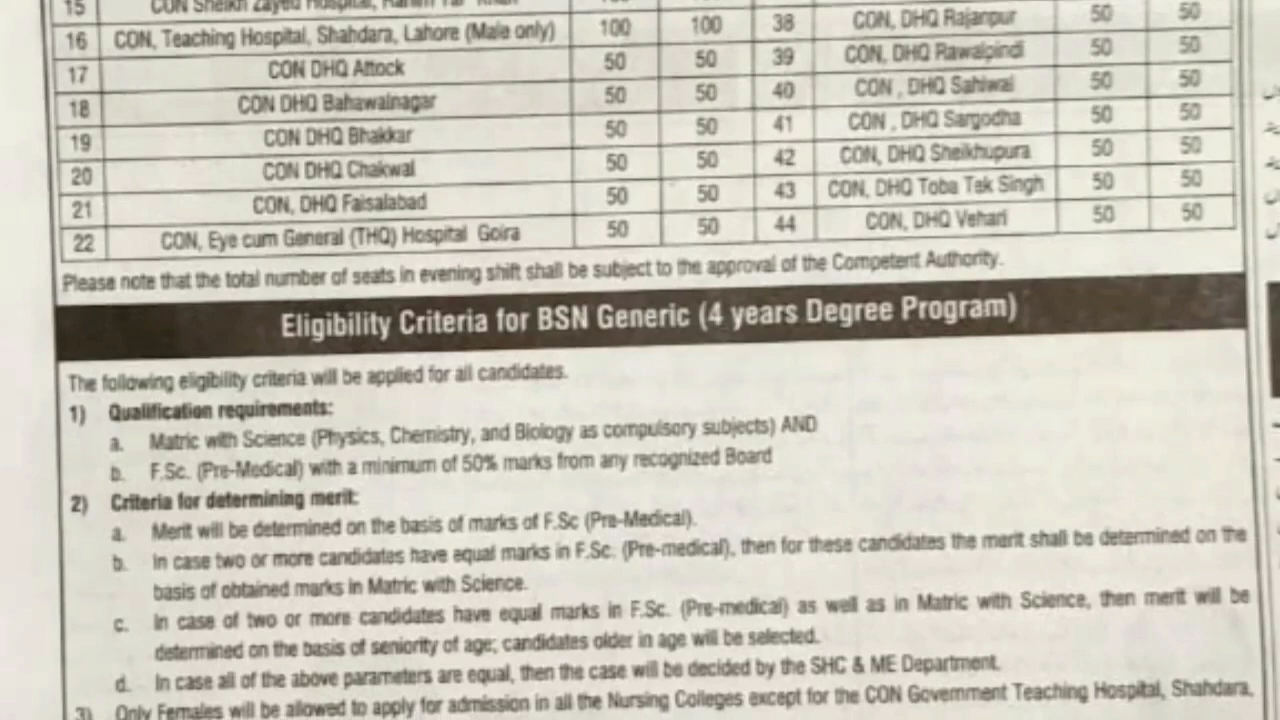 15 CON Sheikh Zayed Hospital, Rahim Yar Khan
16 CON, Teaching Hospital, Shahdara, Lahore (Male only) 100 100 38 CON, DHQ Rajanpur 50 50
17 CON DHQ Attock 50 50 39 CON, DHQ Rawalpindi 50 50
18 CON DHQ Bahawalnagar 50 50 40 CON , DHQ Sahiwal 50 50
19 CON DHQ Bhakkar 50 50 41 CON , DHQ Sargodha 50 50
20 CON DHQ Chakwal 50 50 42 CON, DHQ Sheikhupura 50 50
21 CON, DHQ Faisalabad 50 50 43 CON, DHQ Toba Tek Singh 50 50
22 CON, Eye cum General (THQ) Hospital Gojra 50 50 44 CON, DHQ Vehari 50 50
Please note that the total number of seats in evening shift shall be subject to the approval of the Competent Authority.
Eligibility Criteria for BSN Generic (4 years Degree Program)
The following eligibility criteria will be applied for all candidates.
1) Qualification requirements:
a. Matric with Science (Physics, Chemistry, and Biology as compulsory subjects) AND
b. F.Sc. (Pre-Medical) with a minimum of 50% marks from any recognized Board
2) Criteria for determining merit:
a. Merit will be determined on the basis of marks of F.Sc (Pre-Medical).
b. In case two or more candidates have equal marks in F.Sc. (Pre-medical), then for these candidates the merit shall be determined on the
basis of obtained marks in Matric with Science.
c. In case of two or more candidates have equal marks in F.Sc. (Pre-medical) as well as in Matric with Science, then merit will be
determined on the basis of seniority of age; candidates older in age will be selected.
d. In case all of the above parameters are equal, then the case will be decided by the SHC & ME Department.
3) Only Females will be allowed to apply for admission in all the Nursing Colleges except for the CON Government Teaching Hospital, Shahdara,